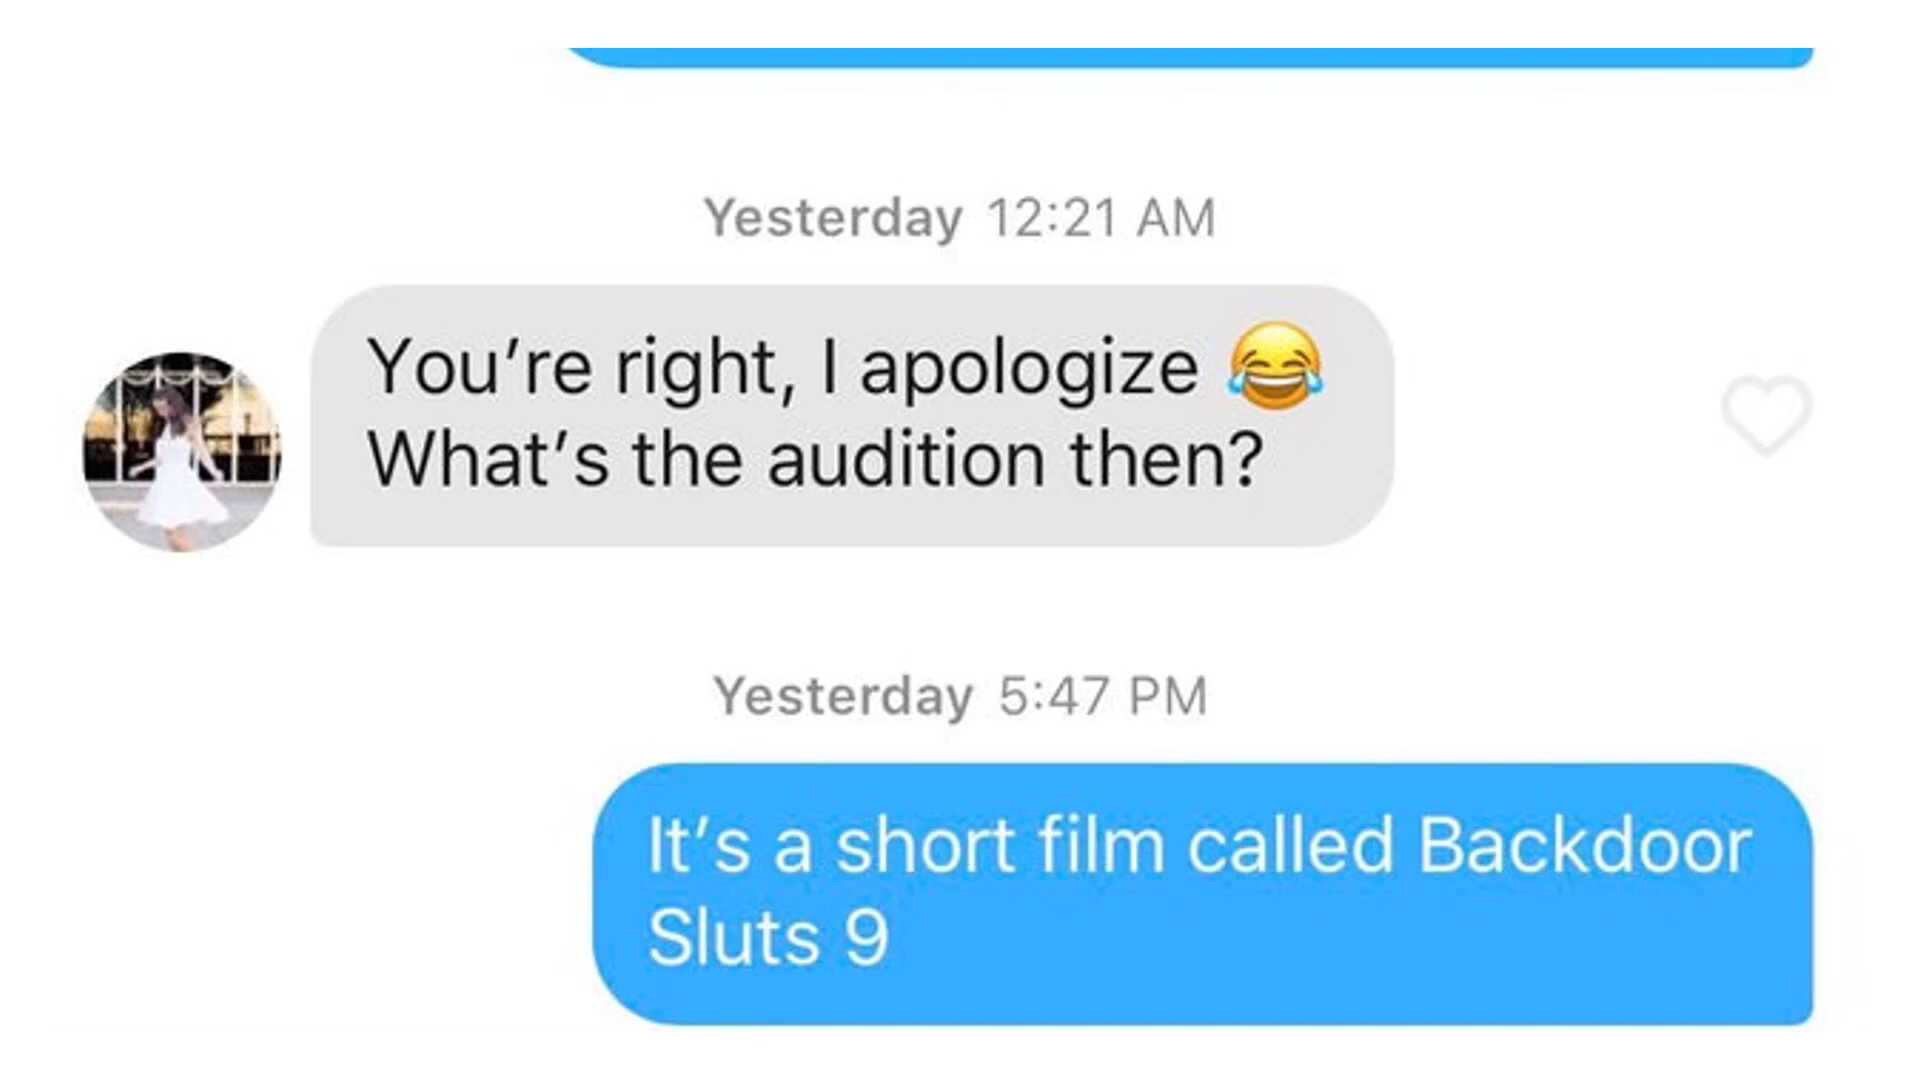 Yesterday 12:21 AM
You’re right, I apologize 😂
What’s the audition then?
Yesterday 5:47 PM
It’s a short film called Backdoor
Sluts 9